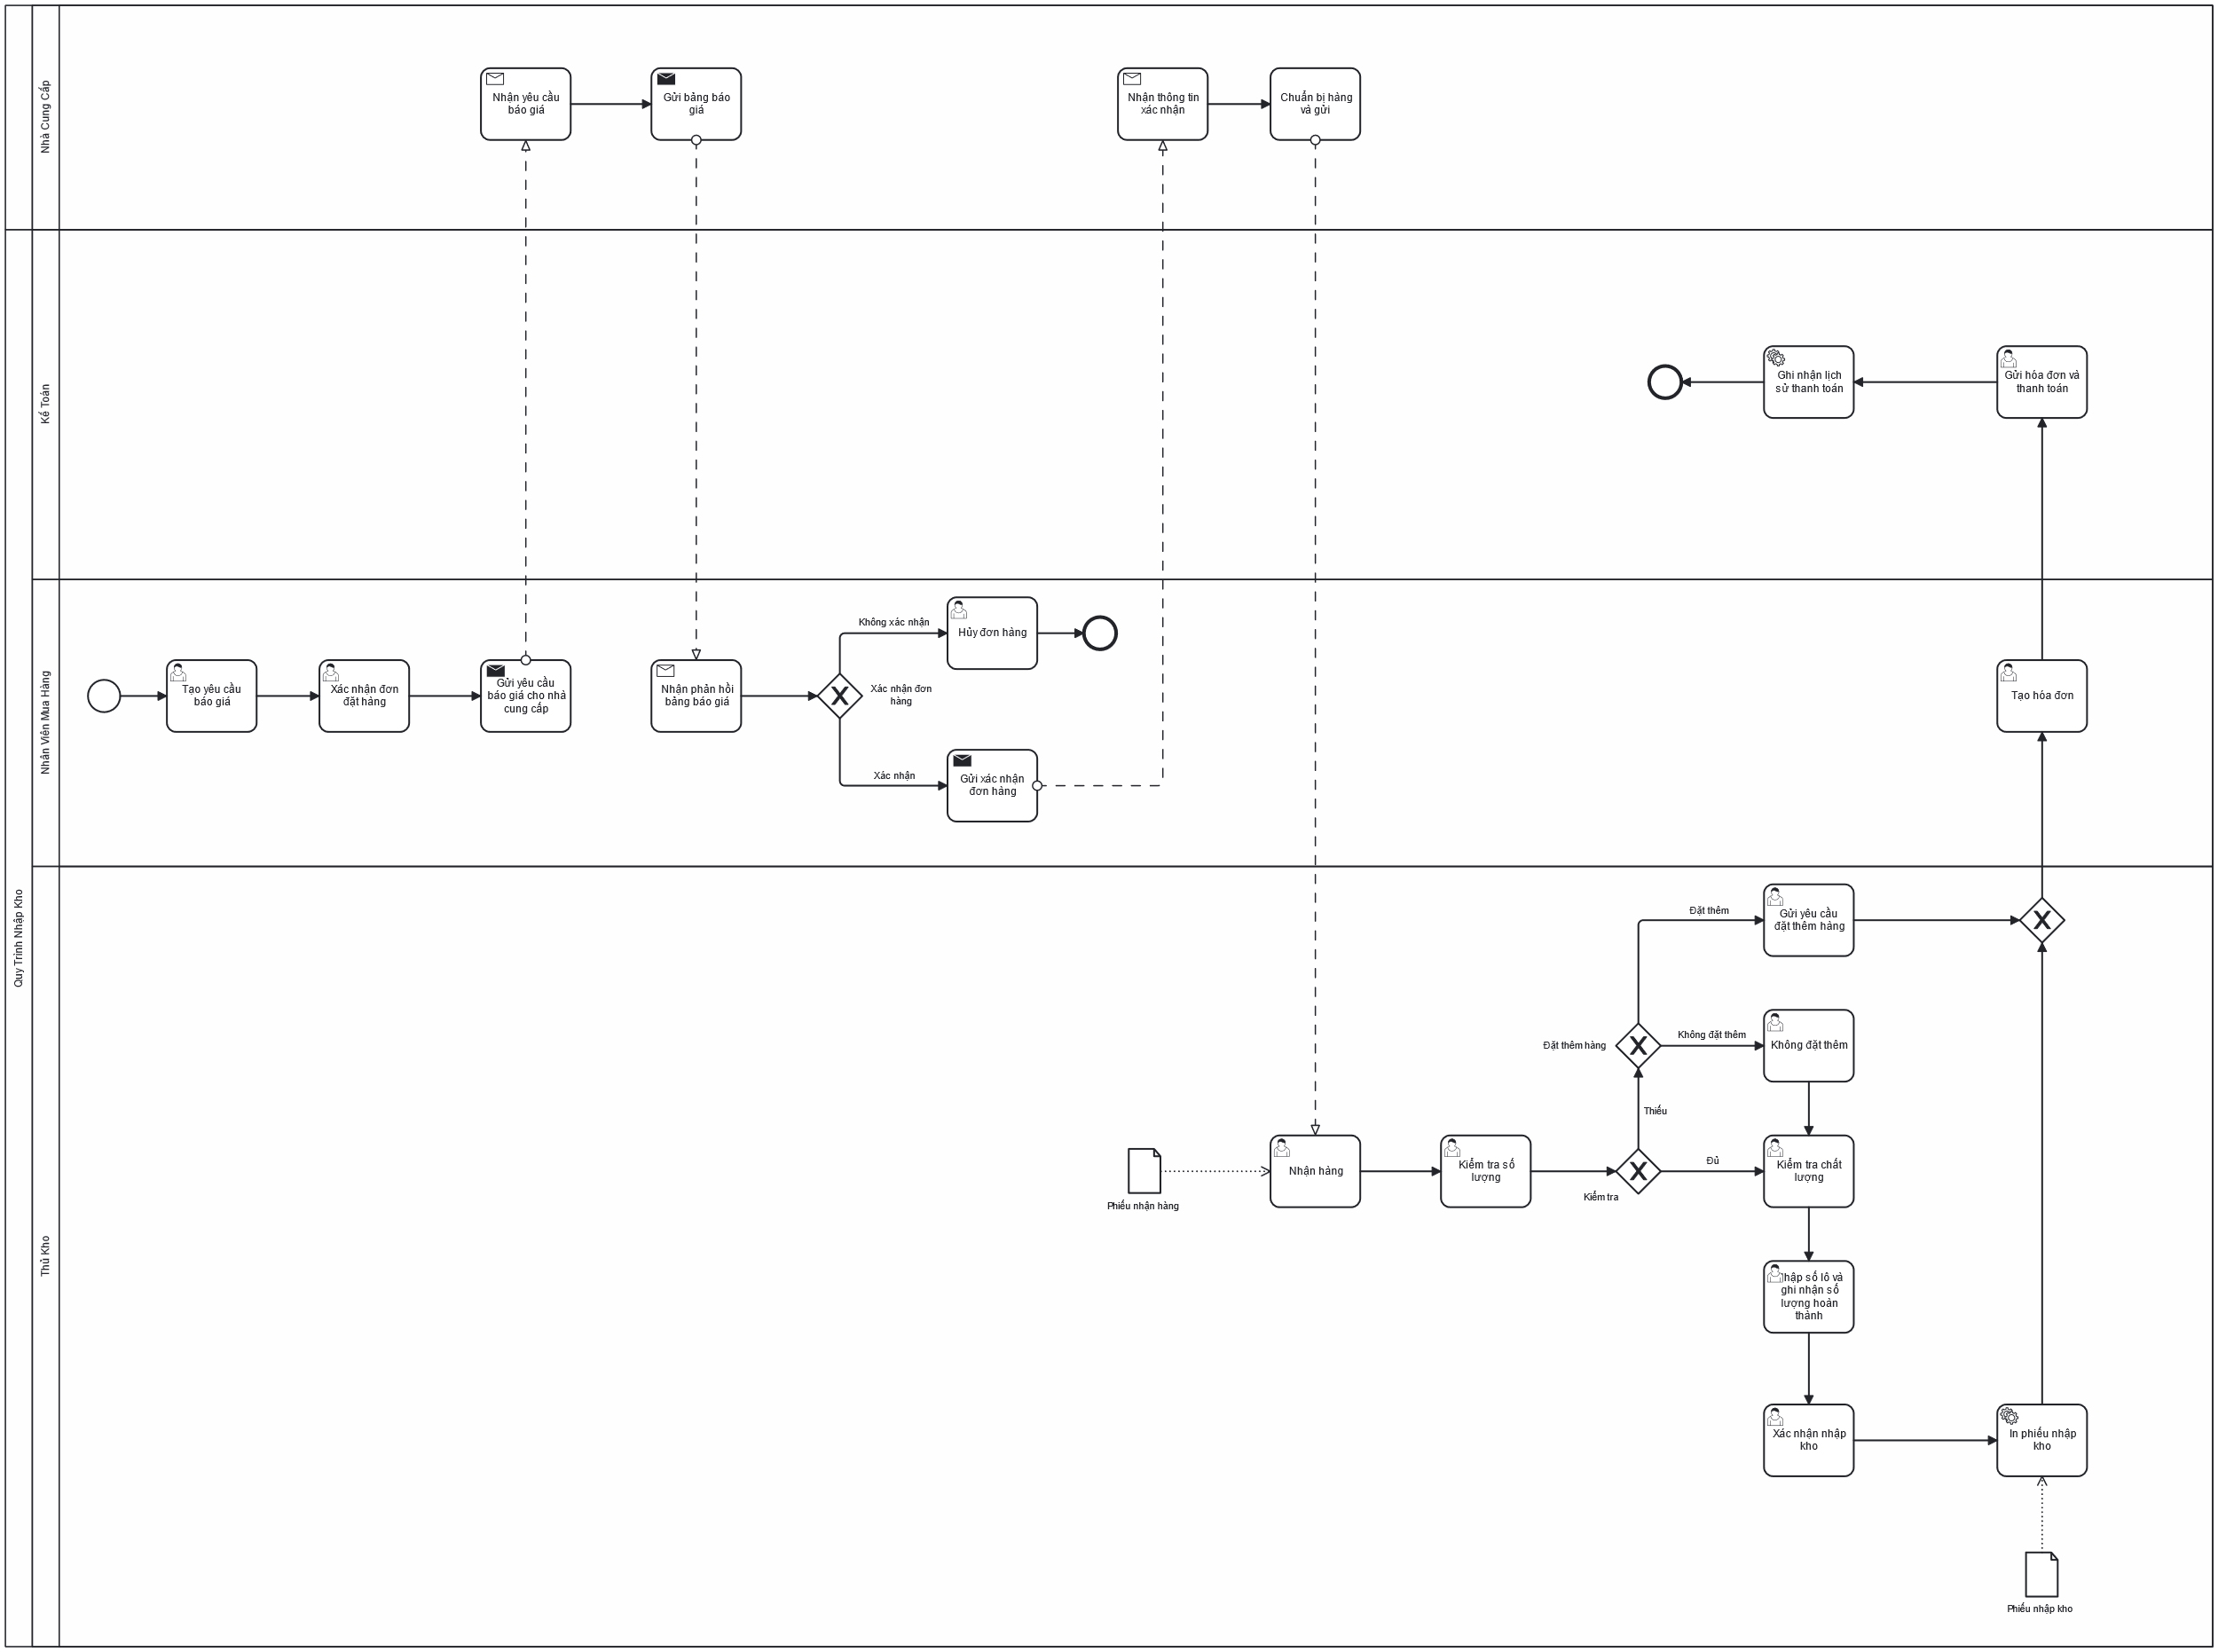 Quy Trình Nhập Kho
Nhà Cung Cấp
Nhận yêu cầu
báo giá
Gửi bảng báo
giá
Nhận thông tin
xác nhận
Chuẩn bị hàng
và gửi
Kế Toán
Ghi nhận lịch
sử thanh toán
Gửi hóa đơn và
thanh toán
Nhân Viên Mua Hàng
Tạo yêu cầu
báo giá
Xác nhận đơn
đặt hàng
Gửi yêu cầu
báo giá cho nhà
cung cấp
Nhận phản hồi
bảng báo giá
Xác nhận đơn
hàng
Không xác nhận
Hủy đơn hàng
Xác nhận
Gửi xác nhận
đơn hàng
Tạo hóa đơn
Thủ Kho
Phiếu nhận hàng
Nhận hàng
Kiểm tra số
lượng
Kiểm tra
Thiếu
Đủ
Đặt thêm hàng
Đặt thêm
Gửi yêu cầu
đặt thêm hàng
Không đặt thêm
Không đặt thêm
Kiểm tra chất
lượng
hập số lô và
ghi nhận số
lượng hoàn
thành
Xác nhận nhập
kho
In phiếu nhập
kho
Phiếu nhập kho